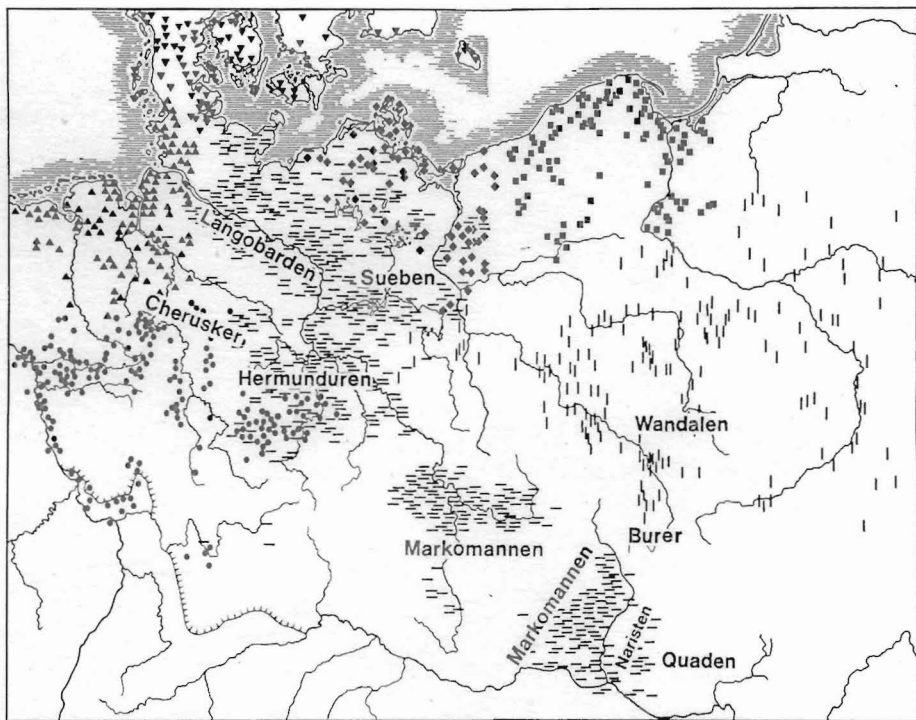 Langobarden
Sueben
Cherusker
Hermunduren
Wandalen
Markomannen
Burer
Markomannen
Naristen
Quaden